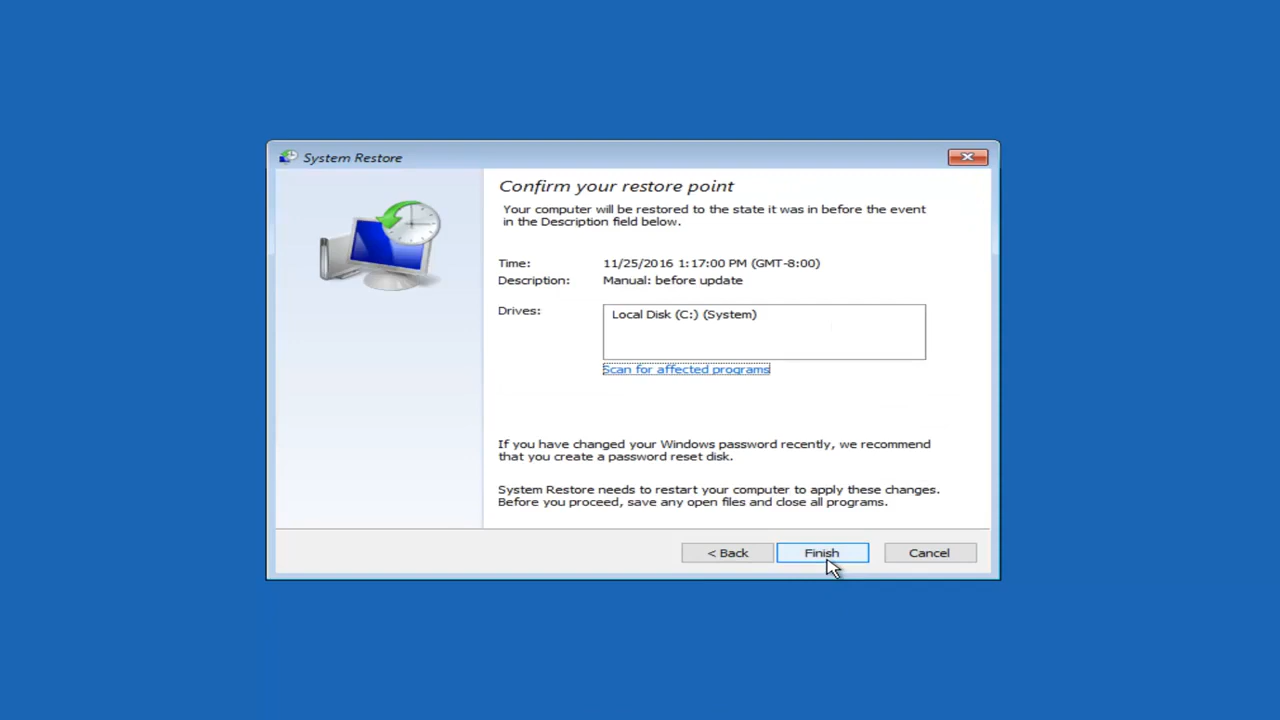 System Restore
Confirm your restore point
Your computer will be restored to the state it was in before the event
in the Description field below.
Time: 11/25/2016 1:17:00 PM (GMT-8:00)
Description: Manual: before update
Drives: Local Disk (C:) (System)
Scan for affected programs
If you have changed your Windows password recently, we recommend
that you create a password reset disk.
System Restore needs to restart your computer to apply these changes.
Before you proceed, save any open files and close all programs.
< Back Finish Cancel